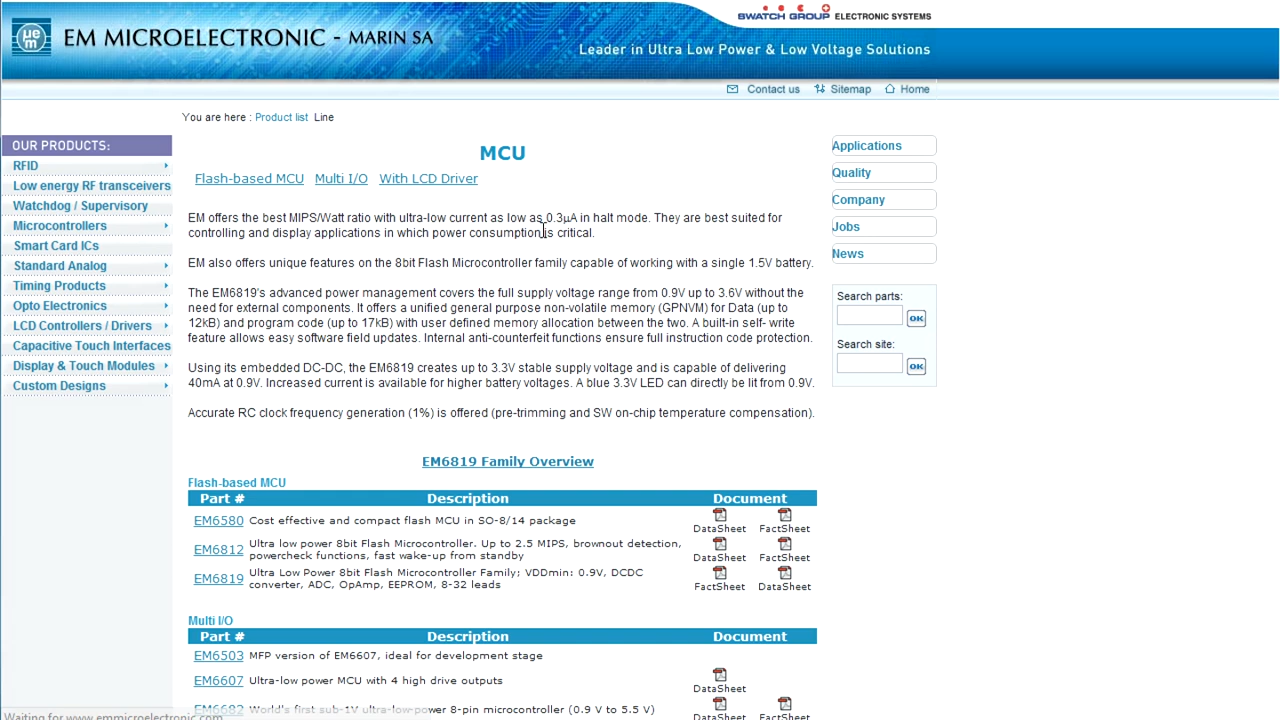 SWATCH GROUP ELECTRONIC SYSTEMS
µe
m
EM MICROELECTRONIC - MARIN SA
Leader in Ultra Low Power & Low Voltage Solutions
Contact us Sitemap Home
You are here : Product list Line
OUR PRODUCTS:
RFID
Low energy RF transceivers
Watchdog / Supervisory
Microcontrollers
Smart Card ICs
Standard Analog
Timing Products
Opto Electronics
LCD Controllers / Drivers
Capacitive Touch Interfaces
Display & Touch Modules
Custom Designs
MCU
Flash-based MCU Multi I/O With LCD Driver
EM offers the best MIPS/Watt ratio with ultra-low current as low as 0.3µA in halt mode. They are best suited for
controlling and display applications in which power consumption is critical.
EM also offers unique features on the 8bit Flash Microcontroller family capable of working with a single 1.5V battery.
The EM6819's advanced power management covers the full supply voltage range from 0.9V up to 3.6V without the
need for external components. It offers a unified general purpose non-volatile memory (GPNVM) for Data (up to
12kB) and program code (up to 17kB) with user defined memory allocation between the two. A built-in self- write
feature allows easy software field updates. Internal anti-counterfeit functions ensure full instruction code protection.
Using its embedded DC-DC, the EM6819 creates up to 3.3V stable supply voltage and is capable of delivering
40mA at 0.9V. Increased current is available for higher battery voltages. A blue 3.3V LED can directly be lit from 0.9V.
Accurate RC clock frequency generation (1%) is offered (pre-trimming and SW on-chip temperature compensation).
EM6819 Family Overview
Flash-based MCU
Part # Description Document
EM6580 Cost effective and compact flash MCU in SO-8/14 package DataSheet FactSheet
EM6812 Ultra low power 8bit Flash Microcontroller. Up to 2.5 MIPS, brownout detection,
powercheck functions, fast wake-up from standby DataSheet FactSheet
EM6819 Ultra Low Power 8bit Flash Microcontroller Family; VDDmin: 0.9V, DCDC
converter, ADC, OpAmp, EEPROM, 8-32 leads FactSheet DataSheet
Multi I/O
Part # Description Document
EM6503 MFP version of EM6607, ideal for development stage
EM6607 Ultra-low power MCU with 4 high drive outputs DataSheet
EM6682 World's first sub-1V ultra-low-power 8-pin microcontroller (0.9 V to 5.5 V) DataSheet FactSheet
Applications
Quality
Company
Jobs
News
Search parts:
OK
Search site:
OK
Waiting for www.emmicroelectronic.com...